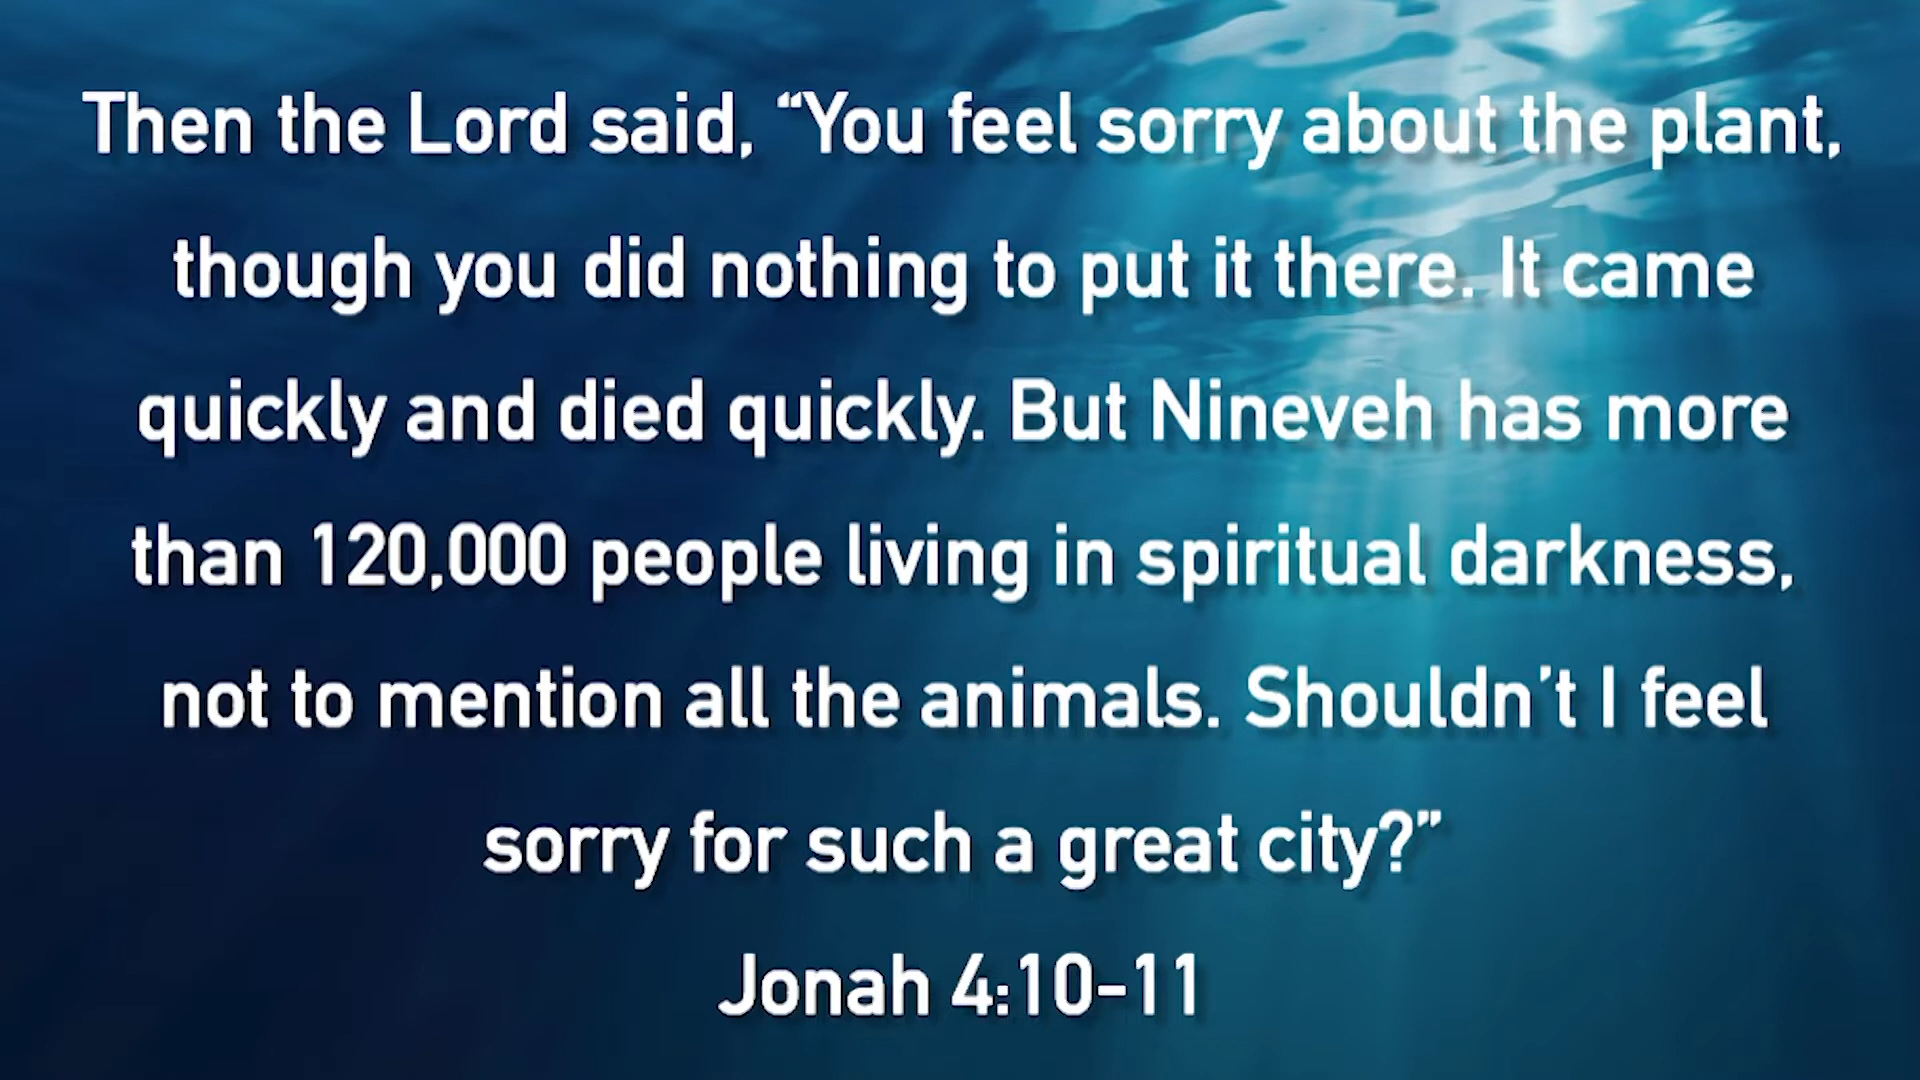 Then the Lord said, “You feel sorry about the plant,
though you did nothing to put it there. It came
quickly and died quickly. But Nineveh has more
than 120,000 people living in spiritual darkness,
not to mention all the animals. Shouldn’t I feel
sorry for such a great city?”
Jonah 4:10-11